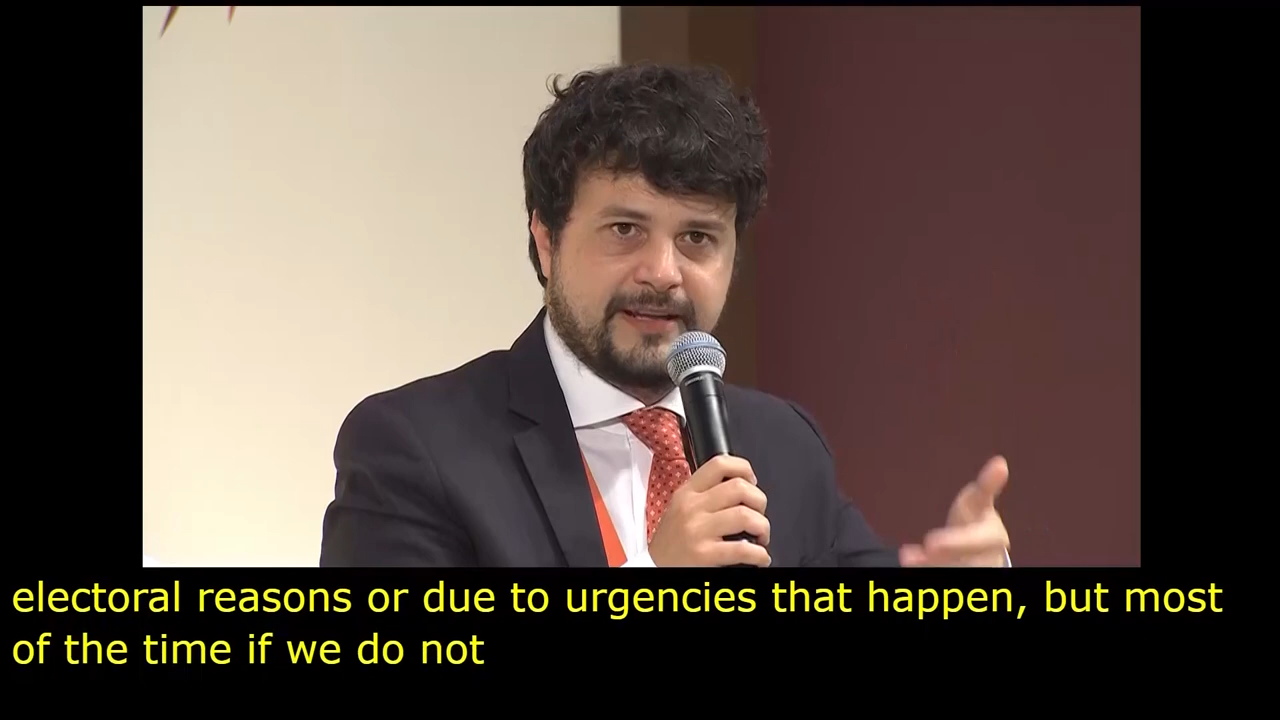 electoral reasons or due to urgencies that happen, but most
of the time if we do not